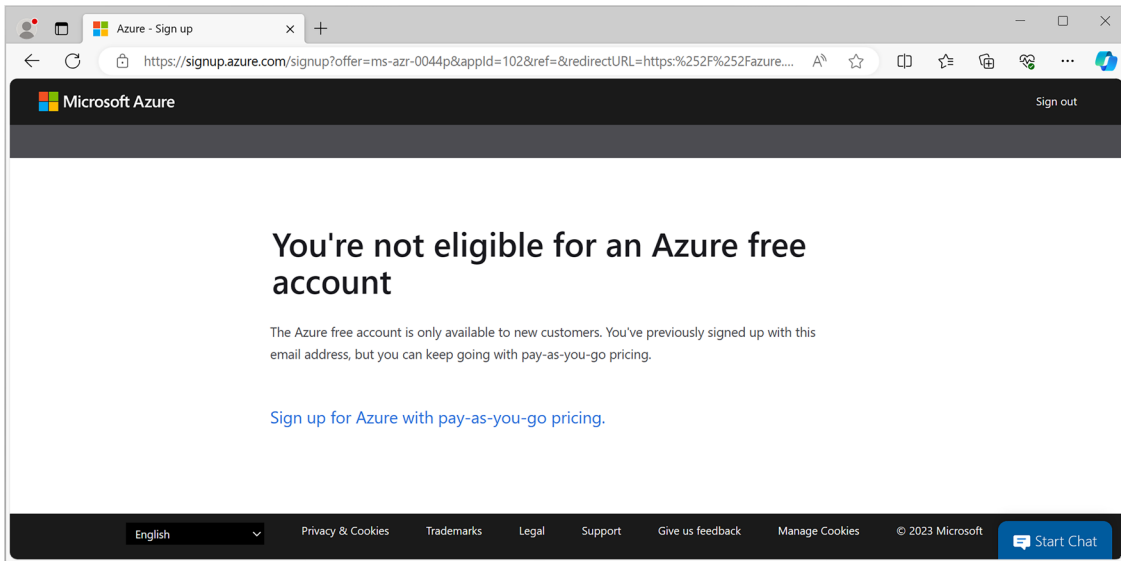 Azure - Sign up
https://signup.azure.com/signup?offer=ms-azr-0044p&appId=102&ref=&redirectURL=https:%252F%252Fazure....
Microsoft Azure
Sign out
You're not eligible for an Azure free
account
The Azure free account is only available to new customers. You've previously signed up with this
email address, but you can keep going with pay-as-you-go pricing.
Sign up for Azure with pay-as-you-go pricing.
English
Privacy & Cookies
Trademarks
Legal
Support
Give us feedback
Manage Cookies
© 2023 Microsoft
Start Chat